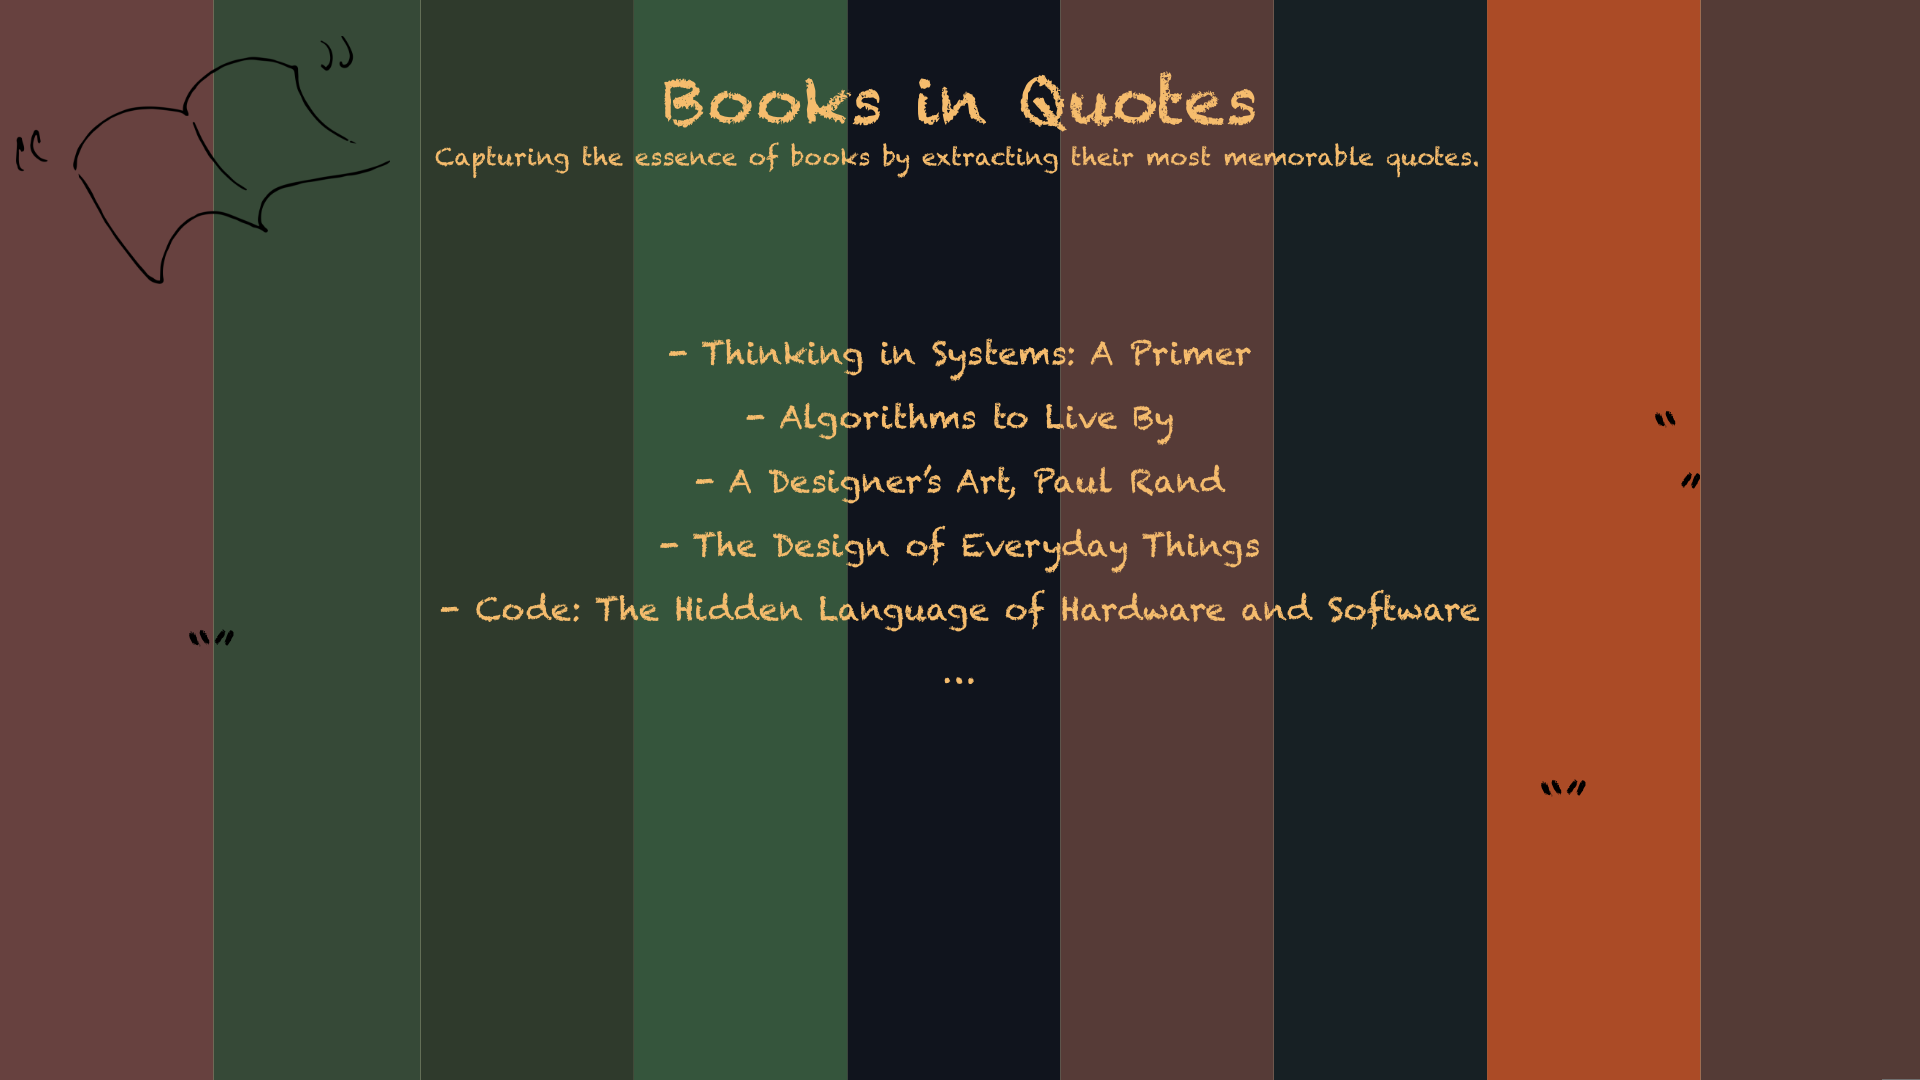 Books in Quotes
Capturing the essence of books by extracting their most memorable quotes.
- Thinking in Systems: A Primer
- Algorithms to Live By
- A Designer's Art, Paul Rand
- The Design of Everyday Things
- Code: The Hidden Language of Hardware and Software
...